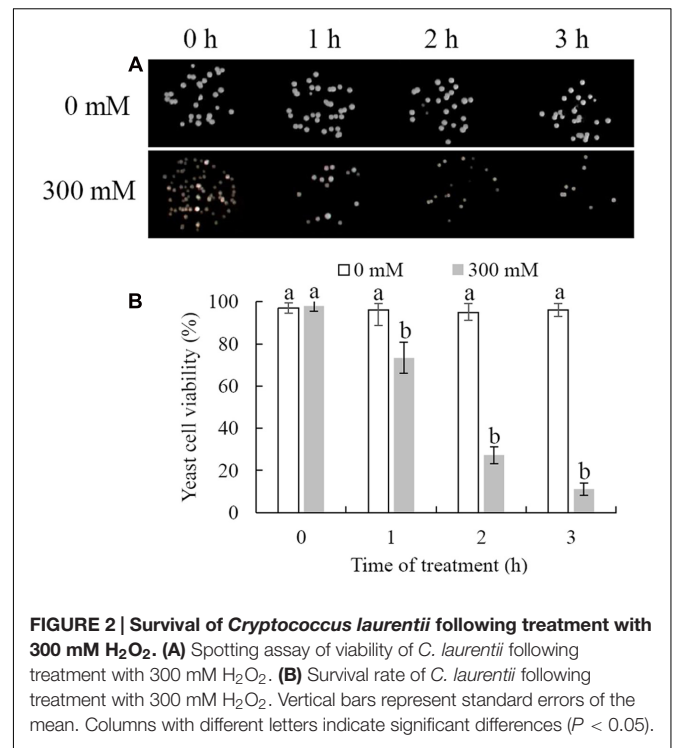 0 h 1 h 2 h 3 h
A
0 mM
300 mM
□ 0 mM ■ 300 mM
B
Yeast cell viability (%)
100
80
60
40
20
0
a a a b a b a b
0 1 2 3
Time of treatment (h)
FIGURE 2 | Survival of Cryptococcus laurentii following treatment with
300 mM H₂O₂. (A) Spotting assay of viability of C. laurentii following
treatment with 300 mM H₂O₂. (B) Survival rate of C. laurentii following
treatment with 300 mM H₂O₂. Vertical bars represent standard errors of the
mean. Columns with different letters indicate significant differences (P < 0.05).